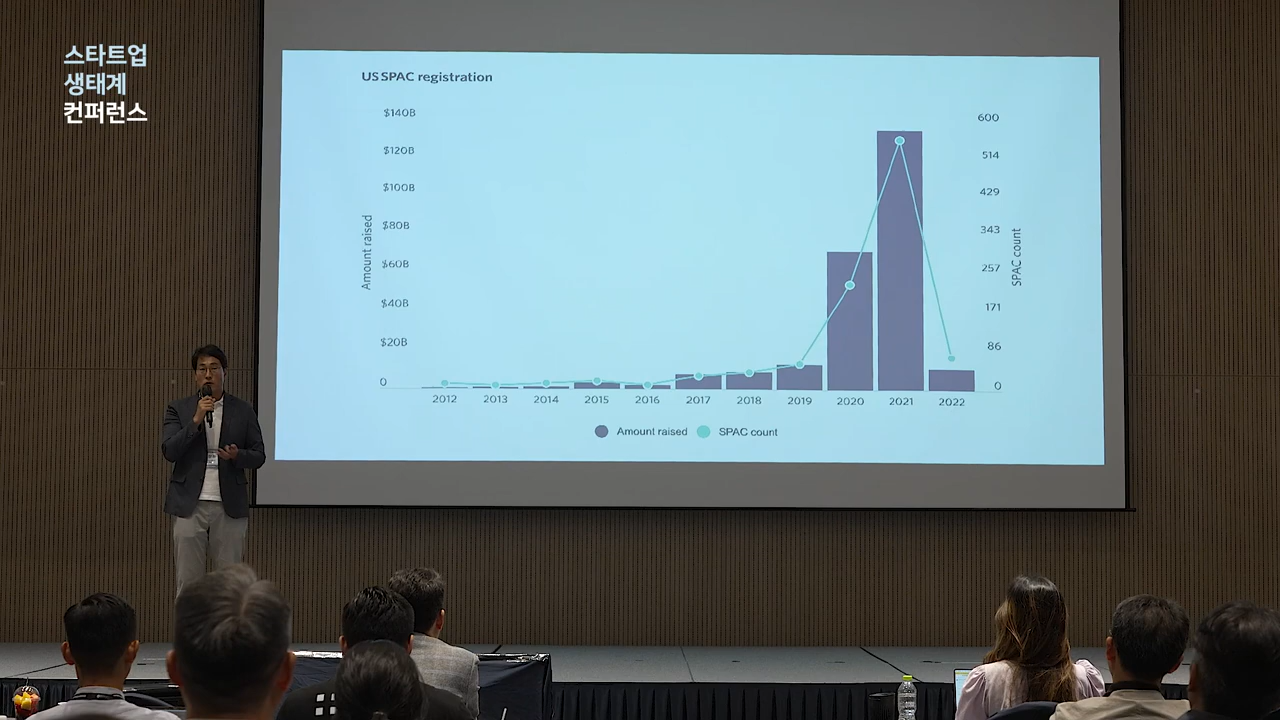 스타트업
생태계
컨퍼런스
US SPAC registration
$140B
$120B
$100B
$80B
$60B
$40B
$20B
0
Amount raised
600
514
429
343
257
171
86
0
SPAC count
2012 2013 2014 2015 2016 2017 2018 2019 2020 2021 2022
Amount raised SPAC count